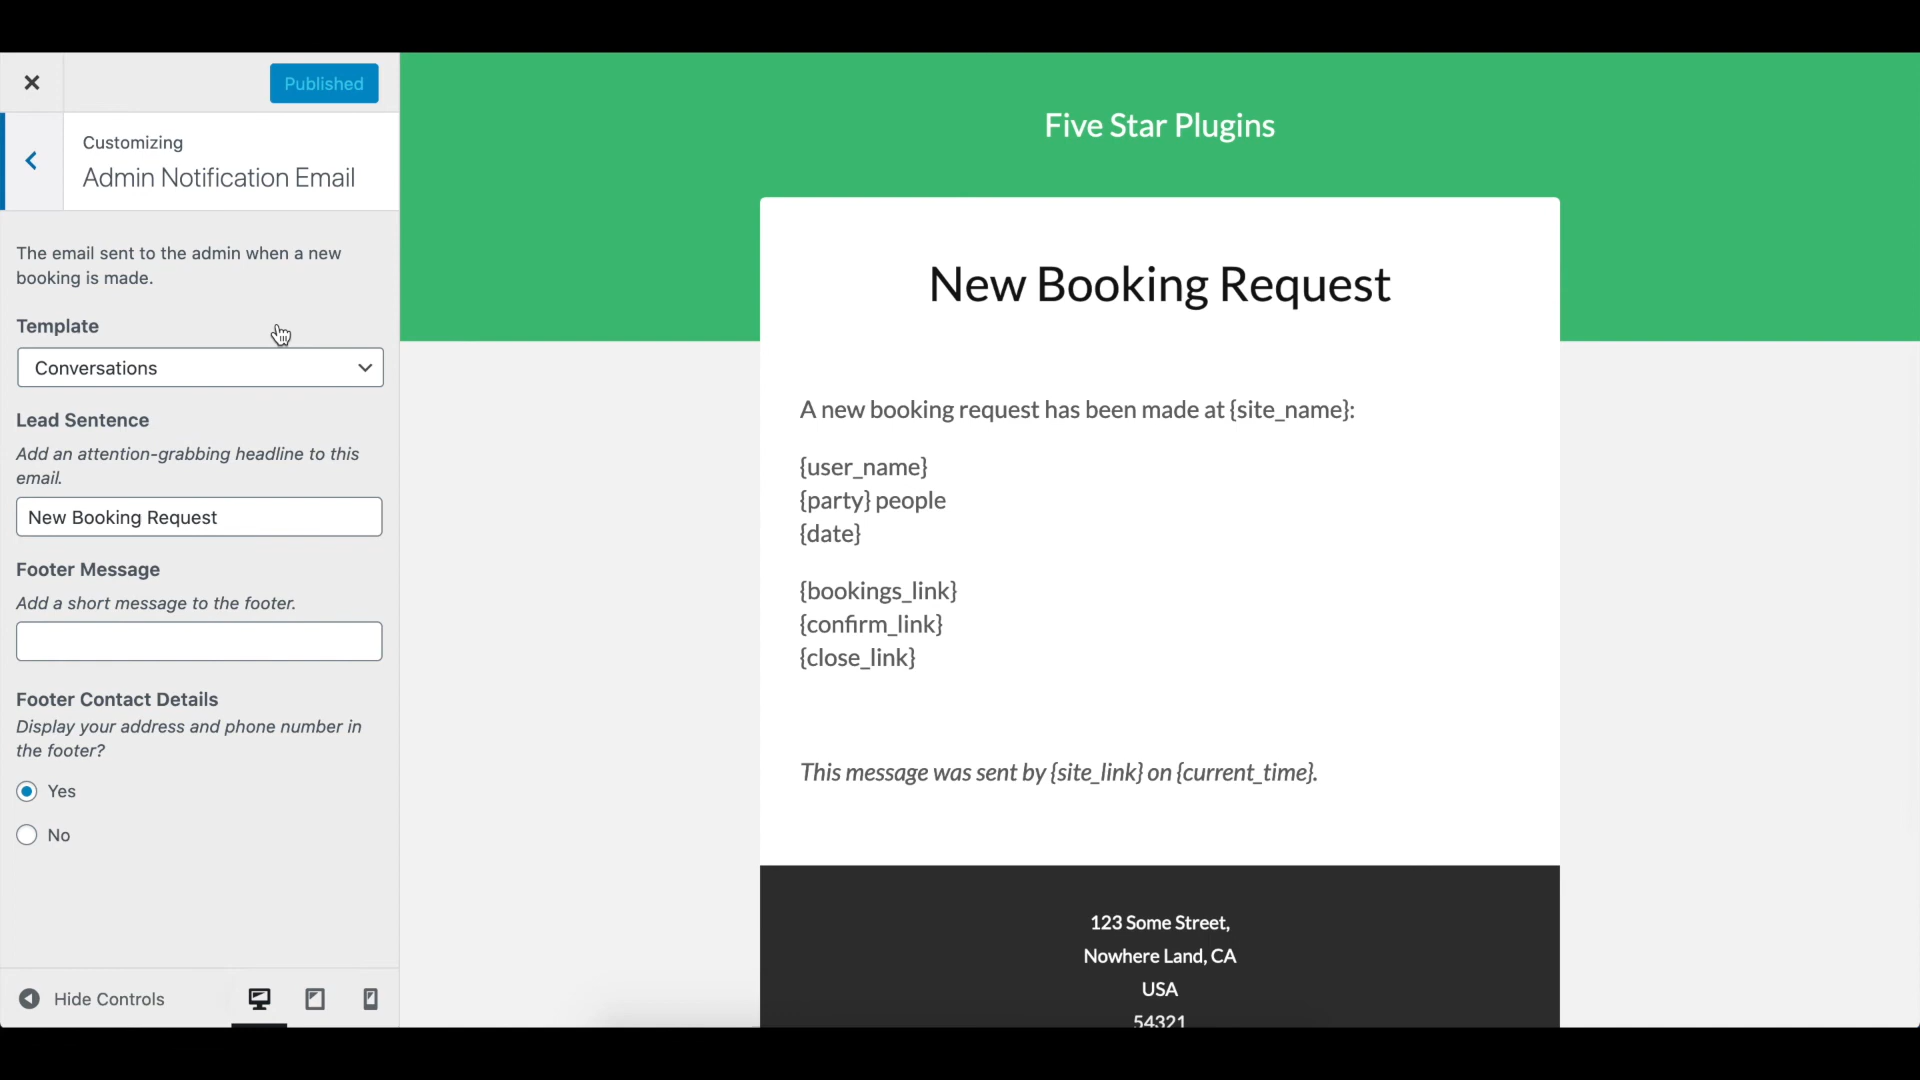 Published
Customizing
Admin Notification Email
The email sent to the admin when a new
booking is made.
Template
Conversations
Lead Sentence
Add an attention-grabbing headline to this
email.
New Booking Request
Footer Message
Add a short message to the footer.
Footer Contact Details
Display your address and phone number in
the footer?
Yes
No
Hide Controls
Five Star Plugins
New Booking Request
A new booking request has been made at {site_name}:
{user_name}
{party} people
{date}
{bookings_link}
{confirm_link}
{close_link}
This message was sent by {site_link} on {current_time}.
123 Some Street,
Nowhere Land, CA
USA
54321